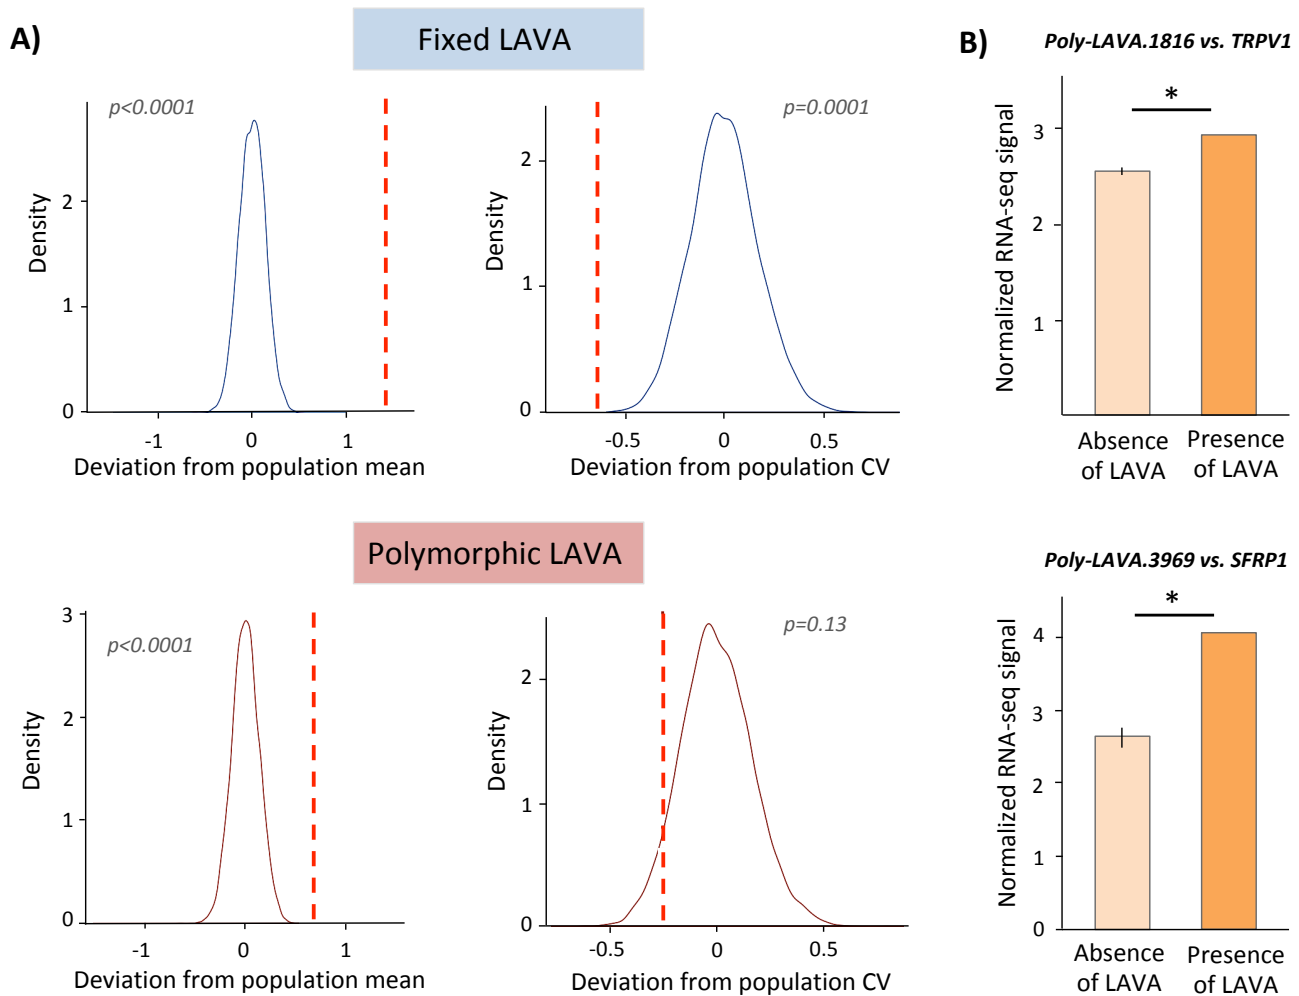 A)
Fixed LAVA
p<0.0001
Density
2
1
0
-1
0
1
Deviation from population mean
p=0.0001
Density
2
1
0
-0.5
0
0.5
Deviation from population CV
Polymorphic LAVA
p<0.0001
Density
3
2
1
0
-1
0
1
Deviation from population mean
p=0.13
Density
2
1
0
-0.5
0
0.5
Deviation from population CV
B)
Poly-LAVA.1816 vs. TRPV1
*
Normalized RNA-seq signal
3
2
1
Absence
of LAVA
Presence
of LAVA
Poly-LAVA.3969 vs. SFRP1
*
Normalized RNA-seq signal
4
3
2
1
0
Absence
of LAVA
Presence
of LAVA